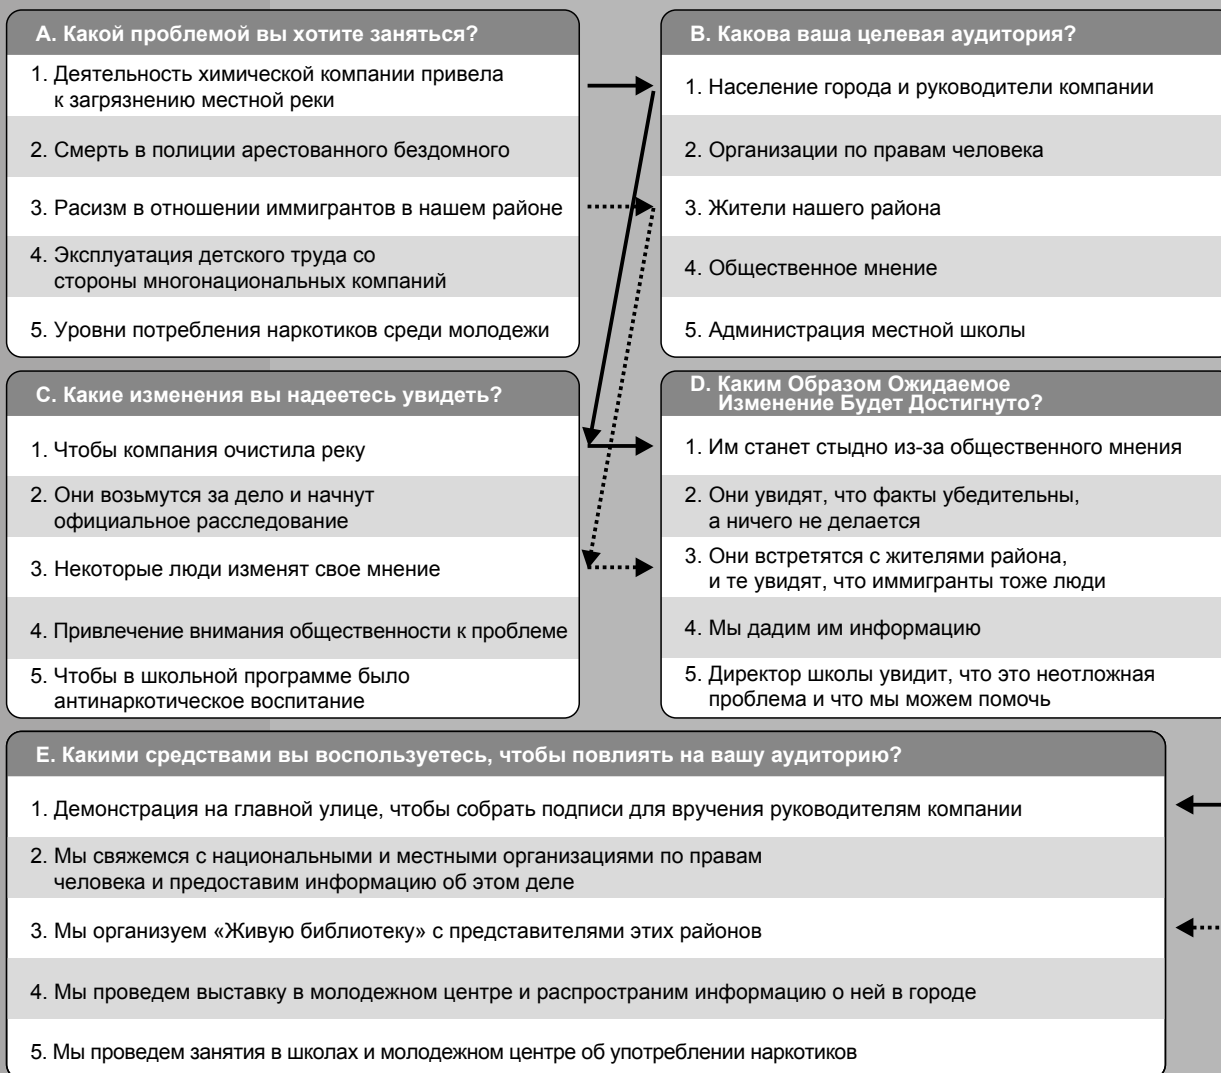 A. Какой проблемой вы хотите заняться?
1. Деятельность химической компании привела
к загрязнению местной реки
2. Смерть в полиции арестованного бездомного
3. Расизм в отношении иммигрантов в нашем районе
4. Эксплуатация детского труда со
стороны многонациональных компаний
5. Уровни потребления наркотиков среди молодежи
B. Какова ваша целевая аудитория?
1. Население города и руководители компании
2. Организации по правам человека
3. Жители нашего района
4. Общественное мнение
5. Администрация местной школы
C. Какие изменения вы надеетесь увидеть?
1. Чтобы компания очистила реку
2. Они возьмутся за дело и начнут
официальное расследование
3. Некоторые люди изменят свое мнение
4. Привлечение внимания общественности к проблеме
5. Чтобы в школьной программе было
антинаркотическое воспитание
D. Каким Образом Ожидаемое
Изменение Будет Достигнуто?
1. Им станет стыдно из-за общественного мнения
2. Они увидят, что факты убедительны,
а ничего не делается
3. Они встретятся с жителями района,
и те увидят, что иммигранты тоже люди
4. Мы дадим им информацию
5. Директор школы увидит, что это неотложная
проблема и что мы можем помочь
E. Какими средствами вы воспользуетесь, чтобы повлиять на вашу аудиторию?
1. Демонстрация на главной улице, чтобы собрать подписи для вручения руководителям компании
2. Мы свяжемся с национальными и местными организациями по правам
человека и предоставим информацию об этом деле
3. Мы организуем «Живую библиотеку» с представителями этих районов
4. Мы проведем выставку в молодежном центре и распространим информацию о ней в городе
5. Мы проведем занятия в школах и молодежном центре об употреблении наркотиков